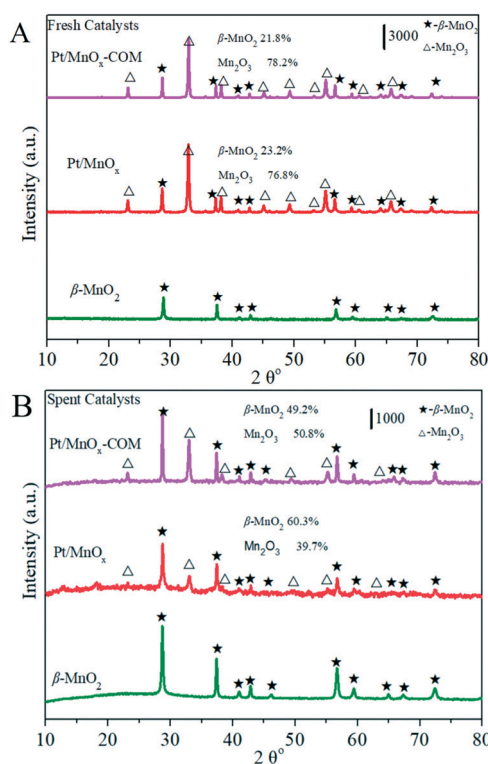 A
Fresh Catalysts
β-MnO₂ 21.8%
3000
★-β-MnO₂
Pt/MnOₓ-COM
Mn₂O₃ 78.2%
△-Mn₂O₃
β-MnO₂ 23.2%
Pt/MnOₓ
Mn₂O₃ 76.8%
β-MnO₂
Intensity (a.u.)
10 20 30 40 50 60 70 80
2 θ°
B
Spent Catalysts
β-MnO₂ 49.2%
1000
★-β-MnO₂
Pt/MnOₓ-COM
Mn₂O₃ 50.8%
△-Mn₂O₃
β-MnO₂ 60.3%
Pt/MnOₓ
Mn₂O₃ 39.7%
β-MnO₂
Intensity (a.u.)
10 20 30 40 50 60 70 80
2 θ°